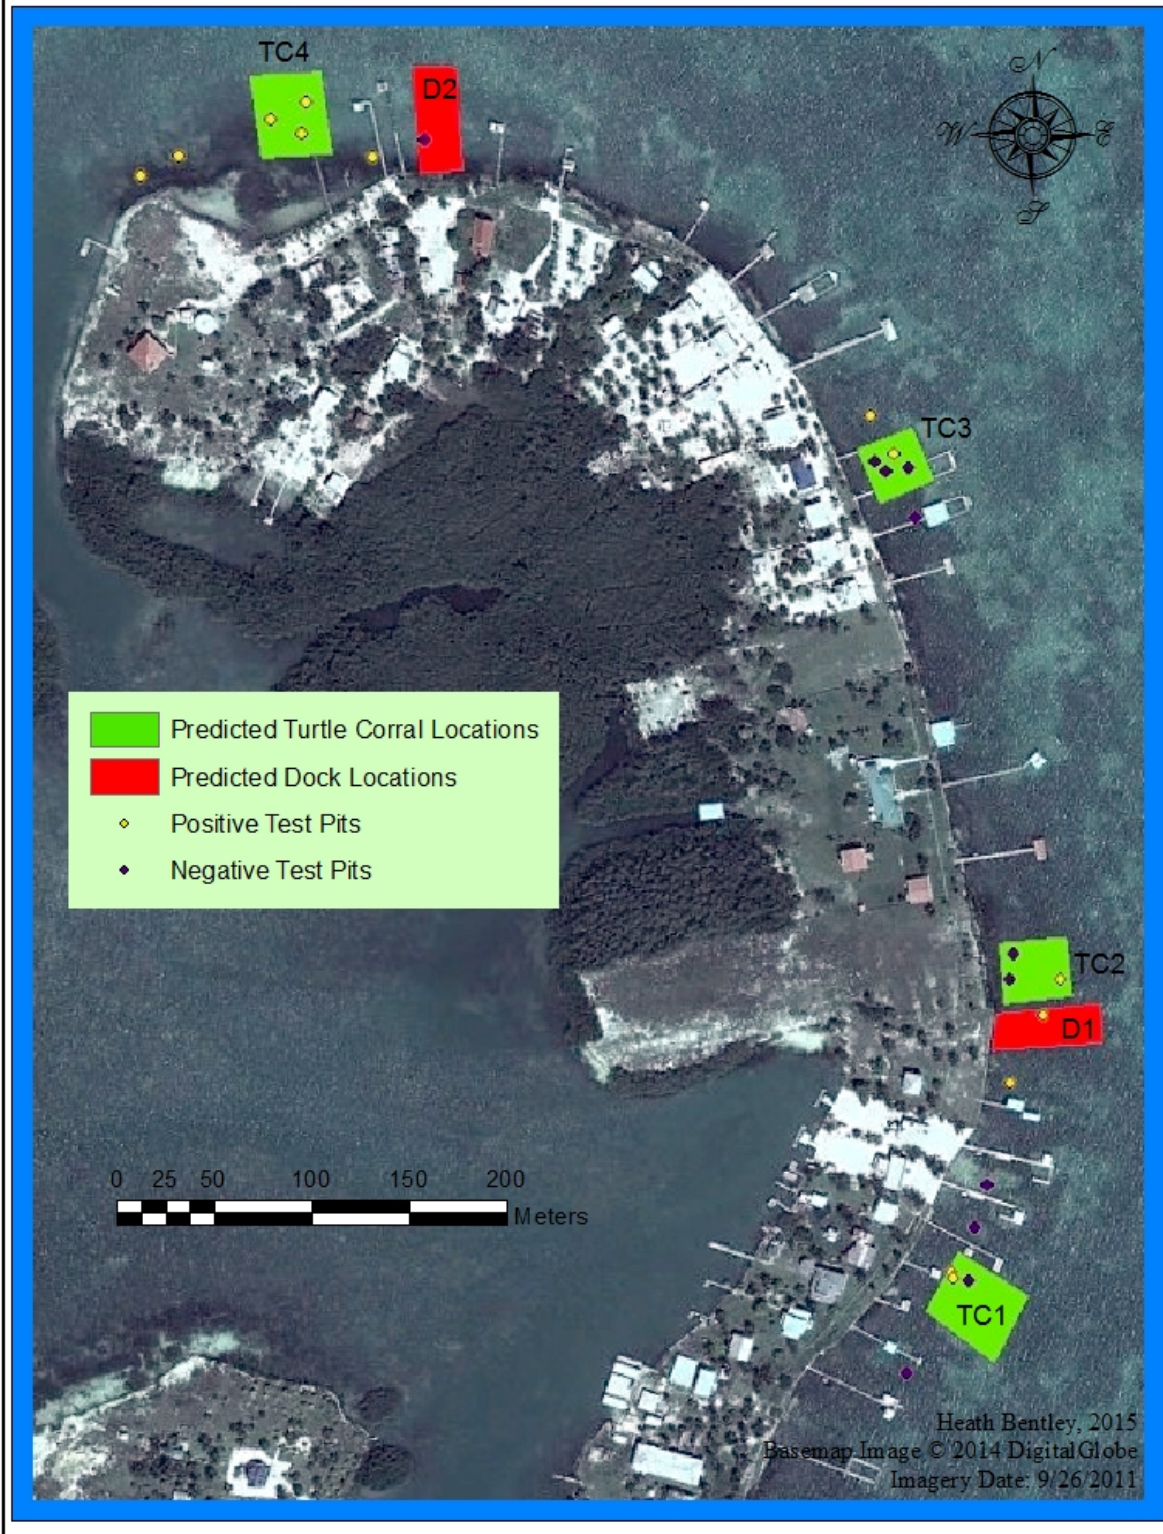 TC4
D2
N
W
E
S
TC3
Predicted Turtle Corral Locations
Predicted Dock Locations
Positive Test Pits
Negative Test Pits
TC2
D1
0 25 50 100 150 200
Meters
TC1
Heath Bentley, 2015
Basemap Image © 2014 DigitalGlobe
Imagery Date: 9/26/2011